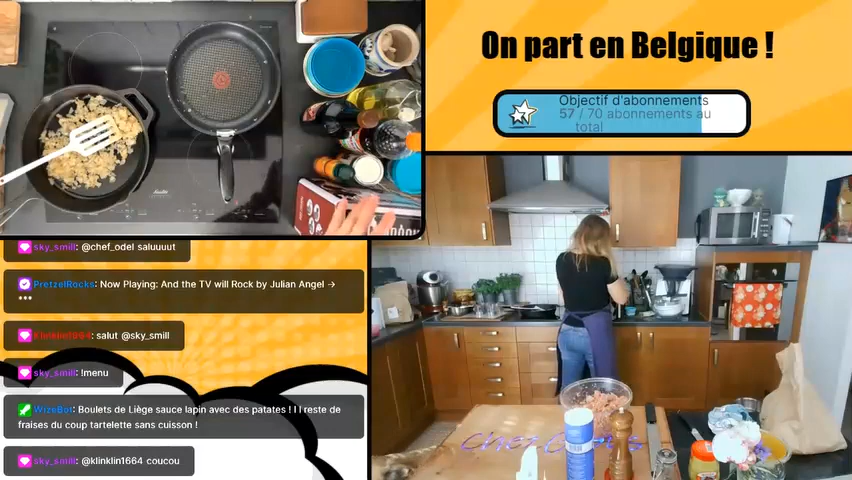 On part en Belgique !
Objectif d'abonnements
57 / 70 abonnements au
total
sky_smill: @chef_odel saluuuut
PretzelRocks: Now Playing: And the TV will Rock by Julian Angel →
•••
Klinklin1664: salut @sky_smill
sky_smill: !menu
WizeBot: Boulets de Liège sauce lapin avec des patates ! I l reste de
fraises du coup tartelette sans cuisson !
sky_smill: @klinklin1664 coucou